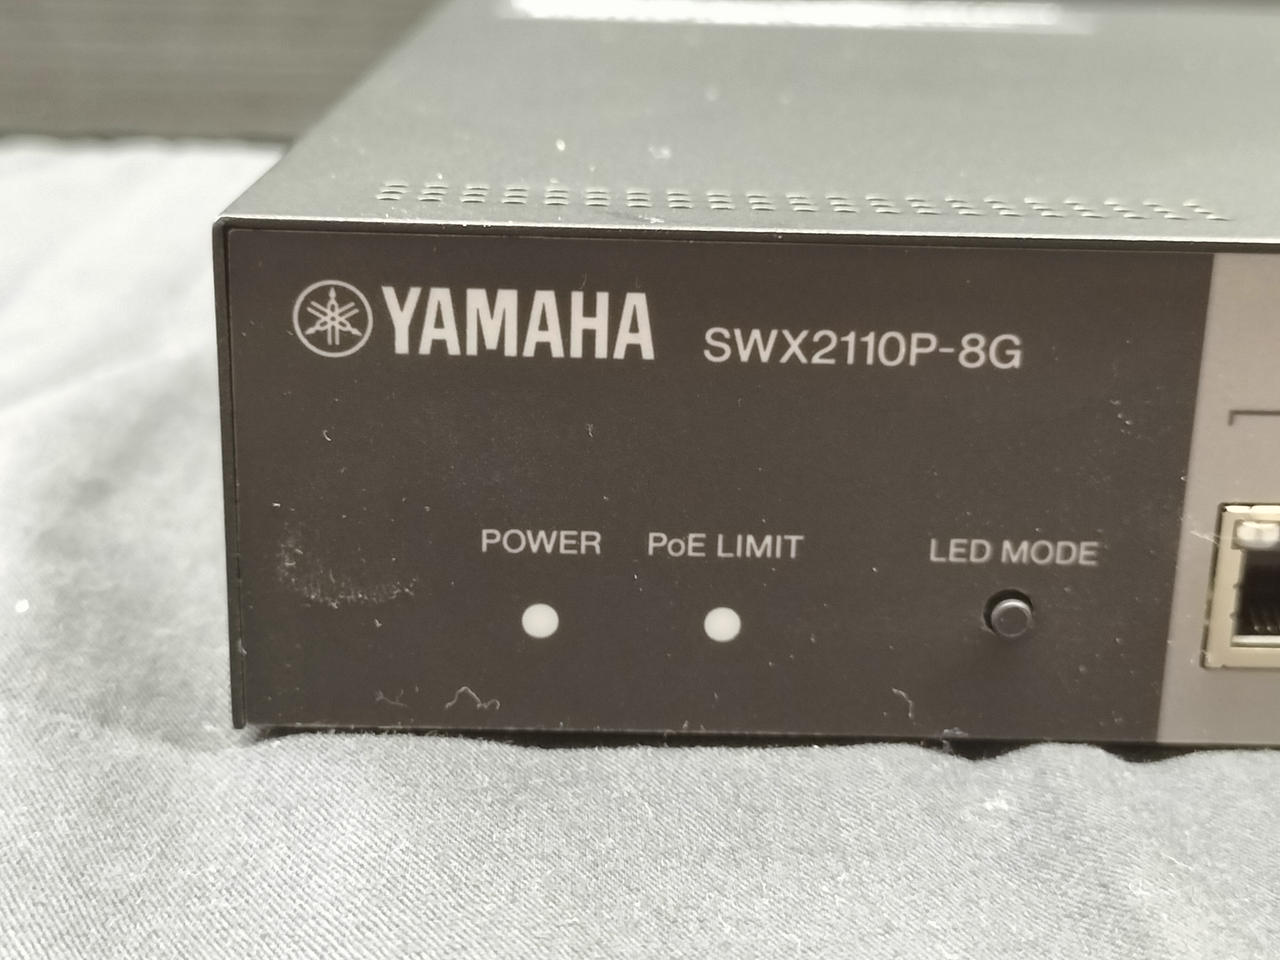 YAMAHA SWX2110P-8G
POWER PoE LIMIT LED MODE